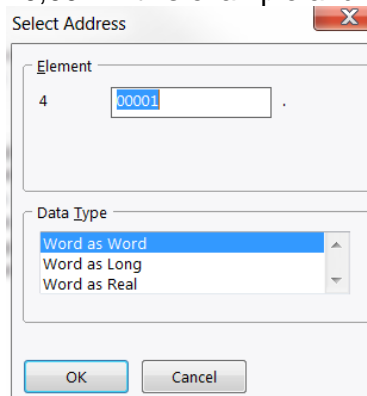 Select Address
X
Element
4 00001 .
Data Type
Word as Word
Word as Long
Word as Real
OK Cancel